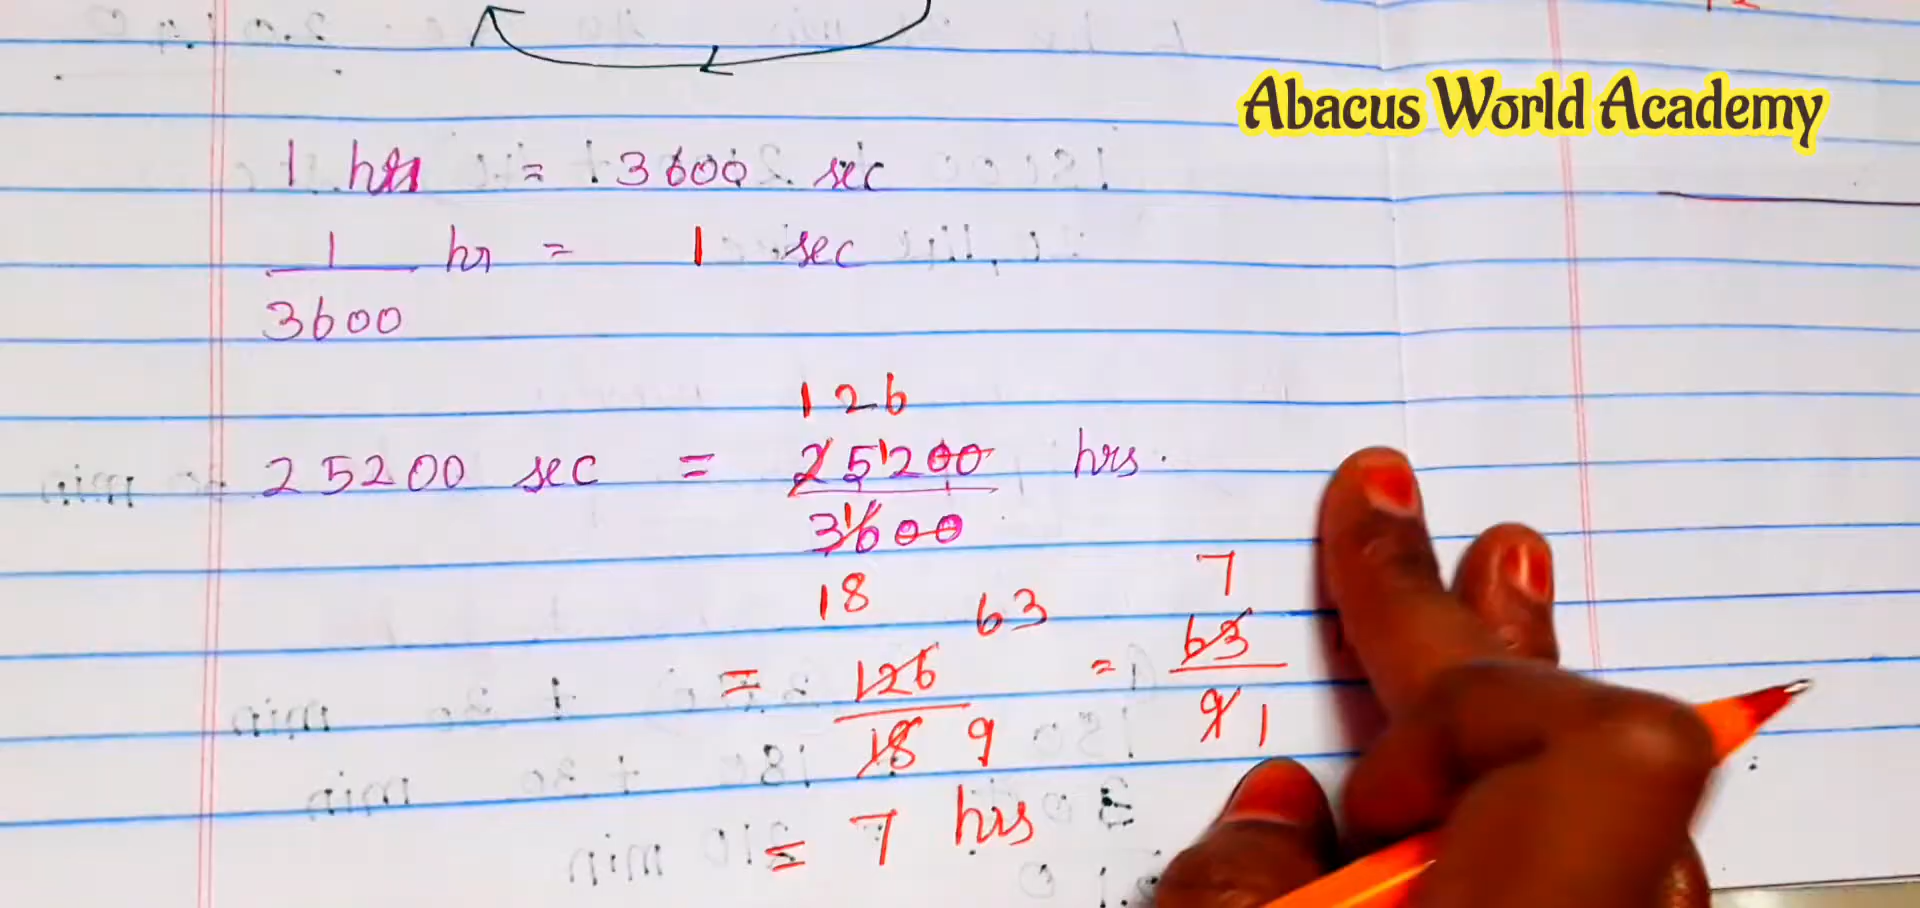 Abacus World Academy
1 hrs = 3600 sec
1/3600 hr = 1 sec
126
25200 sec = 25200/3600 hrs.
18
63 7
= 126/18 = 63/9
9 1
= 7 hrs